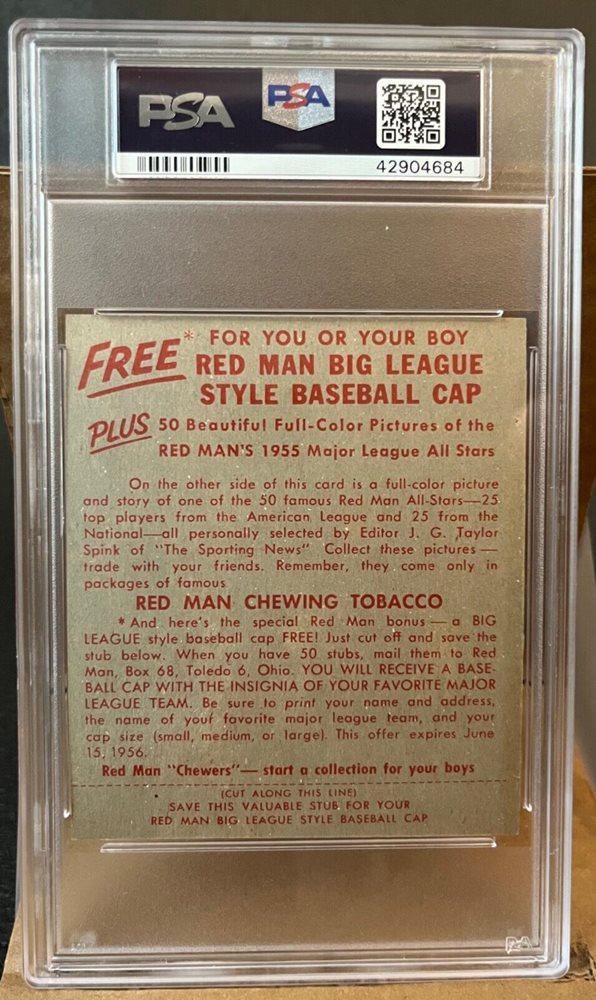 PSA PSA
42904684
FREE* FOR YOU OR YOUR BOY
RED MAN BIG LEAGUE
STYLE BASEBALL CAP
PLUS 50 Beautiful Full-Color Pictures of the
RED MAN'S 1955 Major League All Stars
On the other side of this card is a full-color picture
and story of one of the 50 famous Red Man All-Stars—25
top players from the American League and 25 from the
National—all personally selected by Editor J. G. Taylor
Spink of "The Sporting News" Collect these pictures —
trade with your friends. Remember, they come only in
packages of famous
RED MAN CHEWING TOBACCO
* And here's the special Red Man bonus — a BIG
LEAGUE style baseball cap FREE! Just cut off and save the
stub below. When you have 50 stubs, mail them to Red
Man, Box 68, Toledo 6, Ohio. YOU WILL RECEIVE A BASE-
BALL CAP WITH THE INSIGNIA OF YOUR FAVORITE MAJOR
LEAGUE TEAM. Be sure to print your name and address,
the name of your favorite major league team, and your
cap size (small, medium, or large). This offer expires June
15, 1956.
Red Man "Chewers"— start a collection for your boys
(CUT ALONG THIS LINE)
SAVE THIS VALUABLE STUB FOR YOUR
RED MAN BIG LEAGUE STYLE BASEBALL CAP
PSA